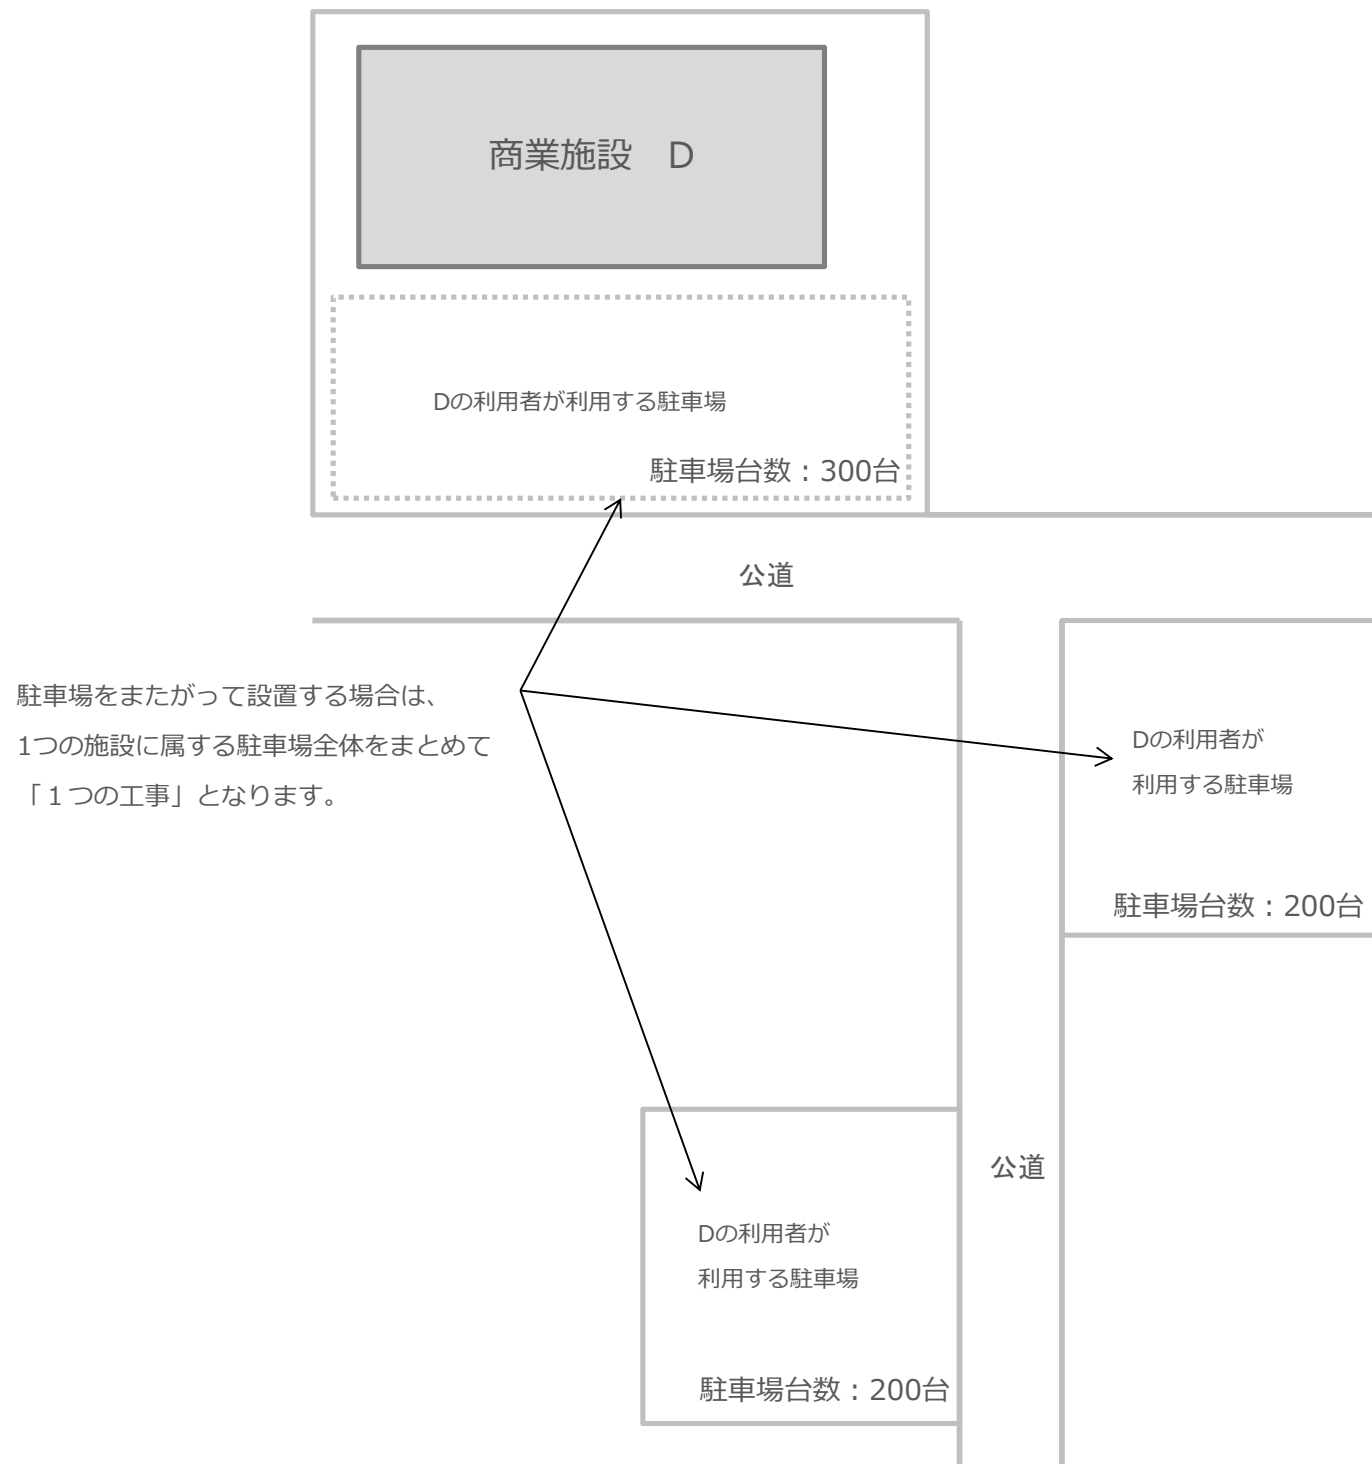 商業施設　D
Dの利用者が利用する駐車場
駐車場台数：300台
公道
駐車場をまたがって設置する場合は、
1つの施設に属する駐車場全体をまとめて
「１つの工事」となります。
Dの利用者が
利用する駐車場
駐車場台数：200台
公道
Dの利用者が
利用する駐車場
駐車場台数：200台